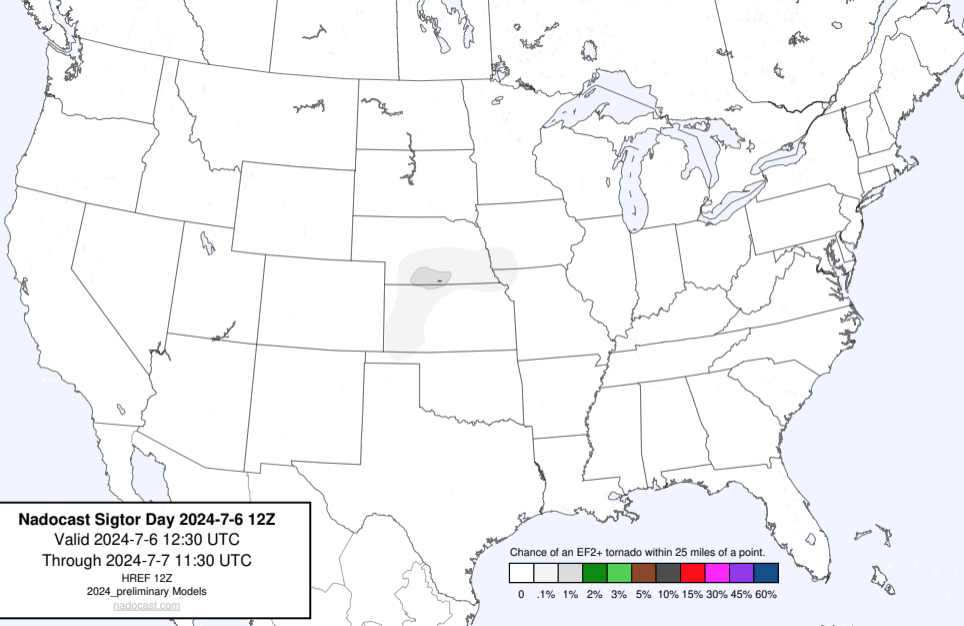 Nadocast Sigtor Day 2024-7-6 12Z
Valid 2024-7-6 12:30 UTC
Through 2024-7-7 11:30 UTC
HREF 12Z
2024_preliminary Models
nadocast.com
Chance of an EF2+ tornado within 25 miles of a point.
0 .1% 1% 2% 3% 5% 10% 15% 30% 45% 60%